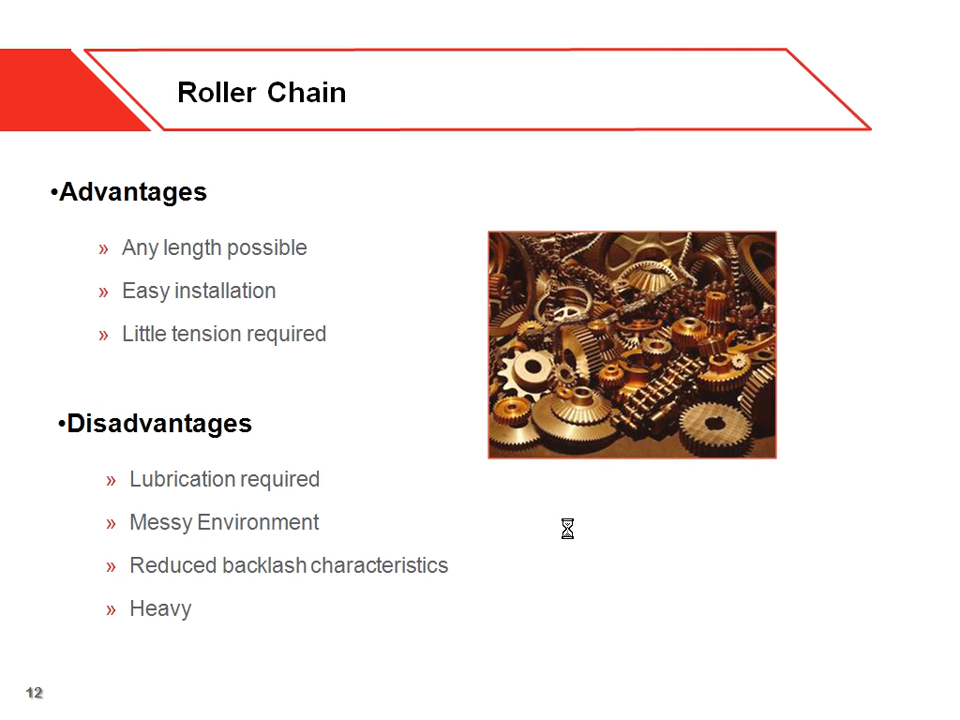 Roller Chain
•Advantages
» Any length possible
» Easy installation
» Little tension required
•Disadvantages
» Lubrication required
» Messy Environment
» Reduced backlash characteristics
» Heavy
12